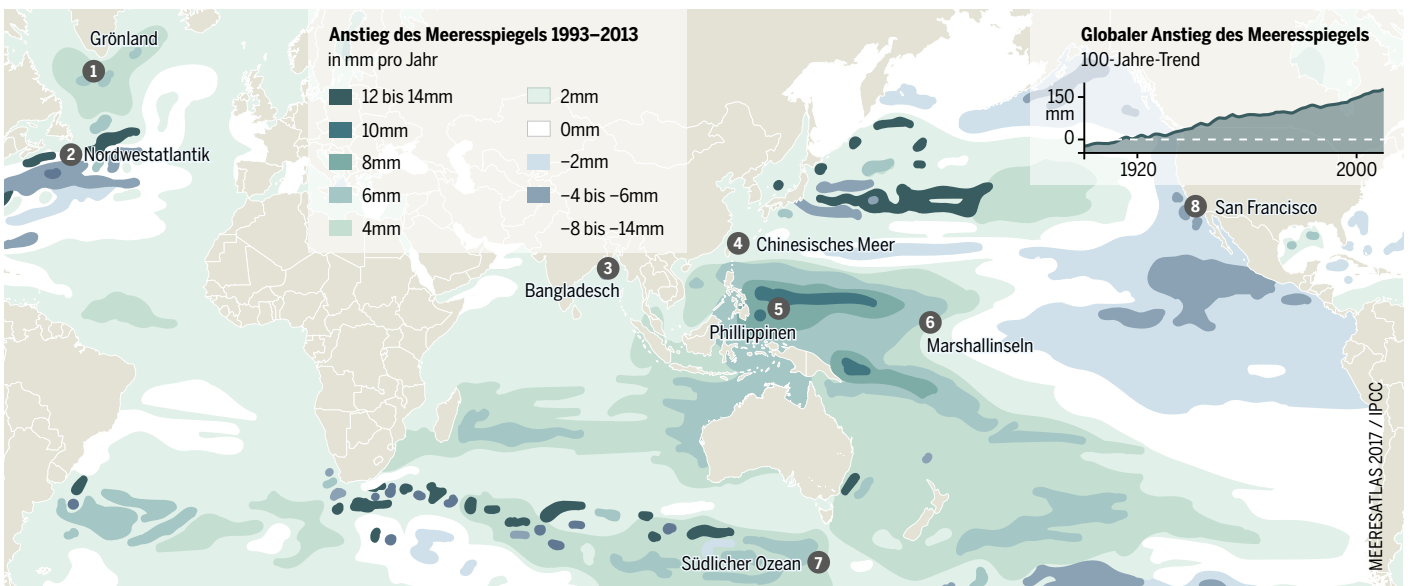 Anstieg des Meeresspiegels 1993–2013
in mm pro Jahr
12 bis 14mm
10mm
8mm
6mm
4mm
2mm
0mm
–2mm
–4 bis –6mm
–8 bis –14mm
Globaler Anstieg des Meeresspiegels
100-Jahre-Trend
150
mm
0
1920
2000
Grönland
1
2 Nordwestatlantik
3
Bangladesch
4 Chinesisches Meer
5
Phillippinen
6
Marshallinseln
Südlicher Ozean 7
8 San Francisco
MEERESATLAS 2017 / IPCC